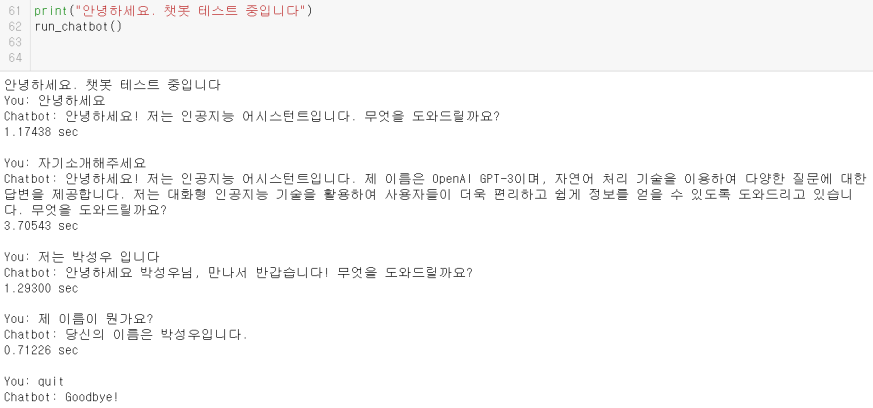 61 print("안녕하세요. 챗봇 테스트 중입니다")
62 run_chatbot()
63
64
안녕하세요. 챗봇 테스트 중입니다
You: 안녕하세요
Chatbot: 안녕하세요! 저는 인공지능 어시스턴트입니다. 무엇을 도와드릴까요?
1.17438 sec
You: 자기소개해주세요
Chatbot: 안녕하세요! 저는 인공지능 어시스턴트입니다. 제 이름은 OpenAI GPT-3이며, 자연어 처리 기술을 이용하여 다양한 질문에 대한
답변을 제공합니다. 저는 대화형 인공지능 기술을 활용하여 사용자들이 더욱 편리하고 쉽게 정보를 얻을 수 있도록 도와드리고 있습니
다. 무엇을 도와드릴까요?
3.70543 sec
You: 저는 박성우 입니다
Chatbot: 안녕하세요 박성우님, 만나서 반갑습니다! 무엇을 도와드릴까요?
1.29300 sec
You: 제 이름이 뭔가요?
Chatbot: 당신의 이름은 박성우입니다.
0.71226 sec
You: quit
Chatbot: Goodbye!